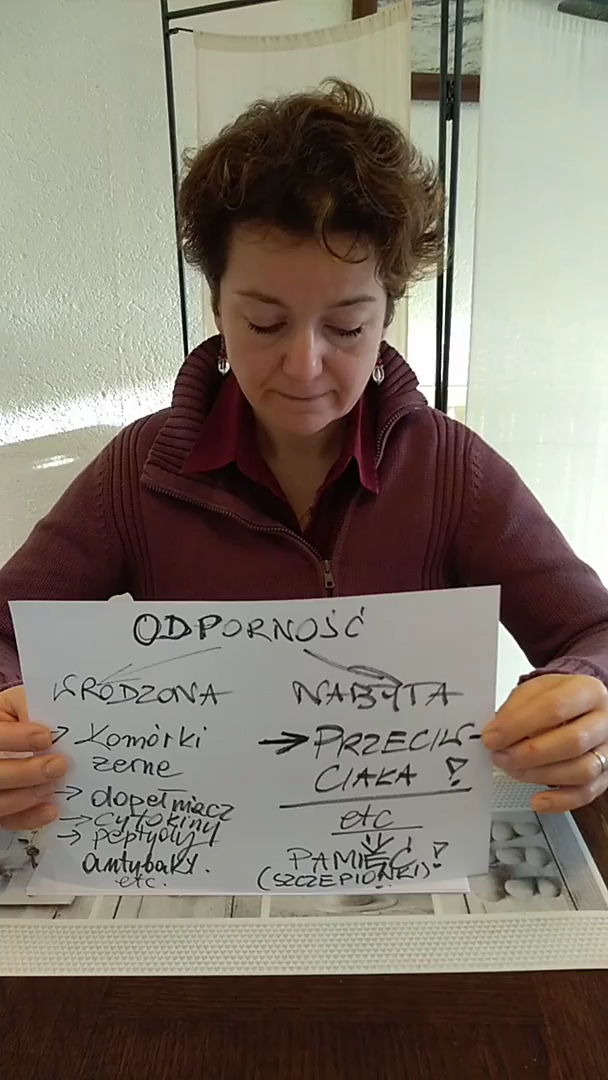 ODPORNOŚĆ
WRODZONA
→ Komórki
żerne
→ dopełniacz
→ cytokiny
→ peptydy
antybakt.
etc.
NABYTA
→ PRZECIW-
CIAŁA !
etc
PAMIĘĆ !
(SZCZEPIONKI)